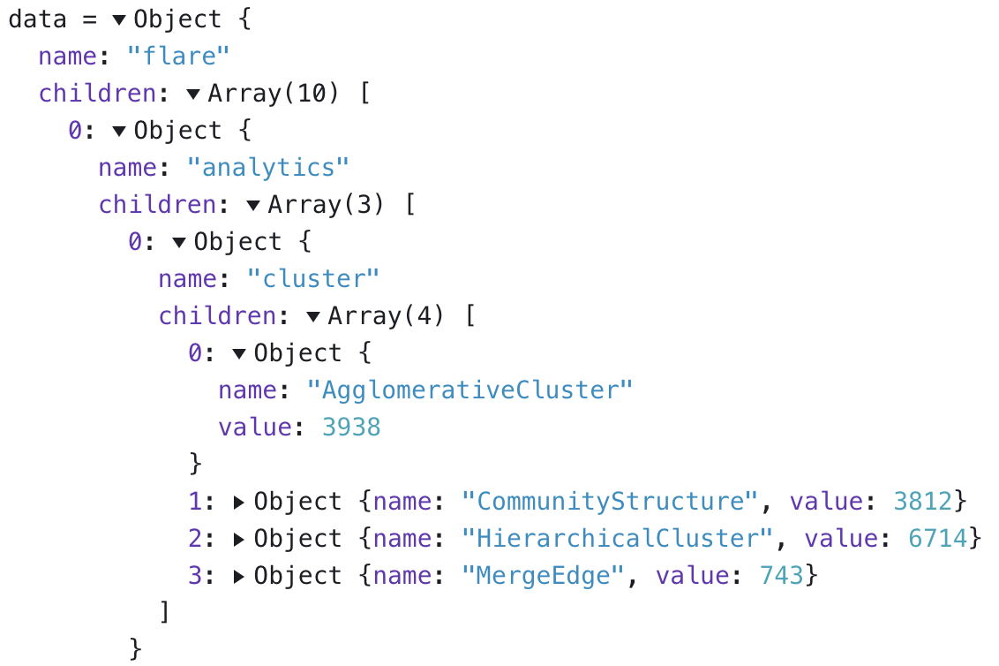 data = ▼Object {
name: "flare"
children: ▼Array(10) [
0: ▼Object {
name: "analytics"
children: ▼Array(3) [
0: ▼Object {
name: "cluster"
children: ▼Array(4) [
0: ▼Object {
name: "AgglomerativeCluster"
value: 3938
}
1: ▶Object {name: "CommunityStructure", value: 3812}
2: ▶Object {name: "HierarchicalCluster", value: 6714}
3: ▶Object {name: "MergeEdge", value: 743}
]
}